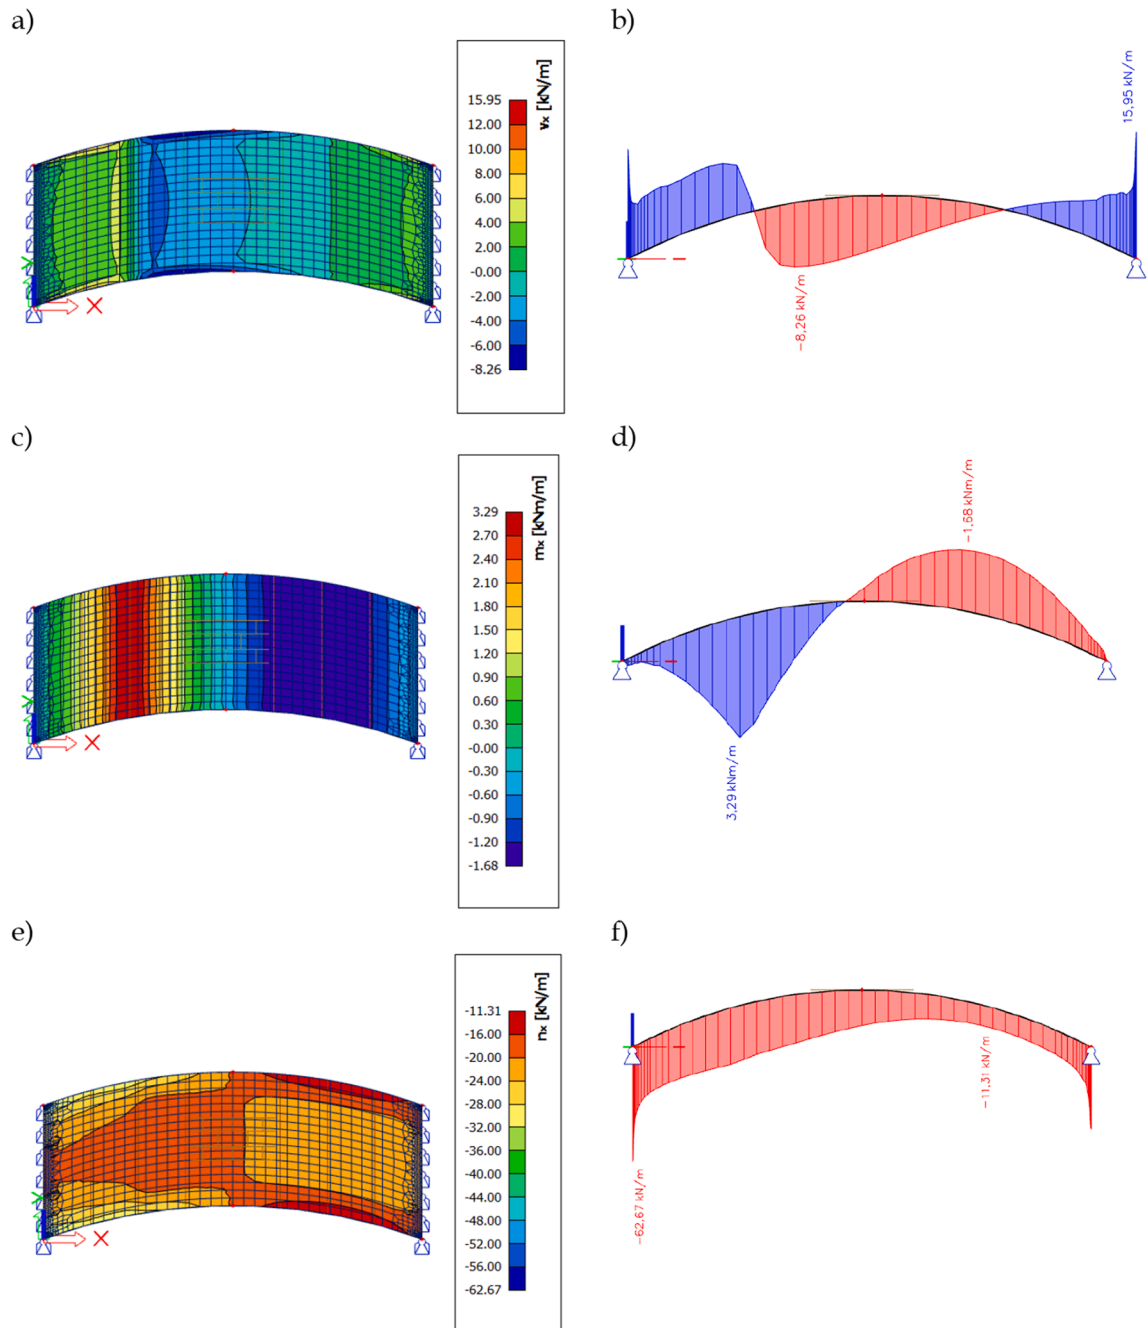 a)
vₓ [kN/m]
15.95
12.00
10.00
8.00
6.00
4.00
2.00
-0.00
-2.00
-4.00
-6.00
-8.26
Y
X
b)
15,95 kN/m
-8,26 kN/m
c)
mₓ [kNm/m]
3.29
2.70
2.40
2.10
1.80
1.50
1.20
0.90
0.60
0.30
-0.00
-0.30
-0.60
-0.90
-1.20
-1.68
Y
X
d)
-1,68 kNm/m
3,29 kNm/m
e)
nₓ [kN/m]
-11.31
-16.00
-20.00
-24.00
-28.00
-32.00
-36.00
-40.00
-44.00
-48.00
-52.00
-56.00
-62.67
Y
X
f)
-11,31 kN/m
-62,67 kN/m